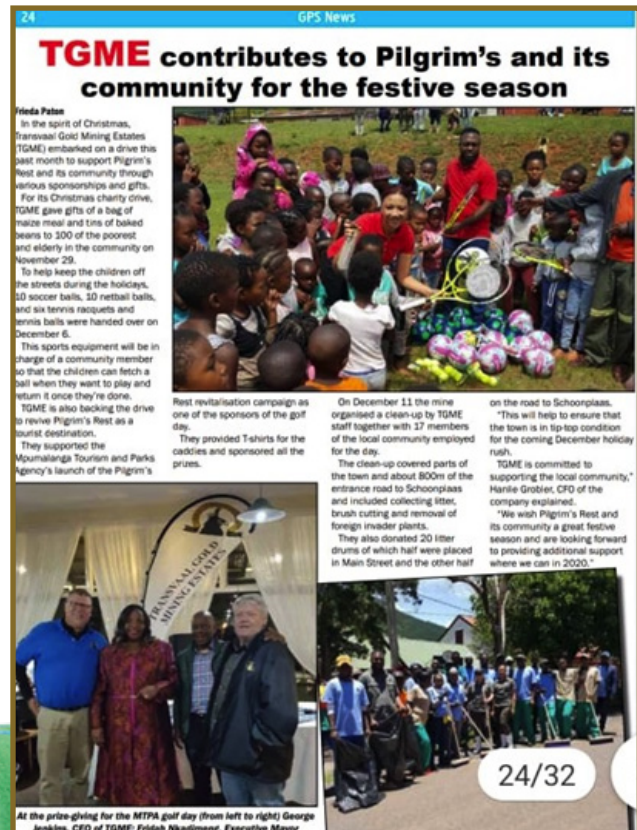 24
GPS News
TGME contributes to Pilgrim's and its
community for the festive season
Frieda Paton
In the spirit of Christmas,
Transvaal Gold Mining Estates
(TGME) embarked on a drive this
past month to support Pilgrim's
Rest and its community through
various sponsorships and gifts.
For its Christmas charity drive,
TGME gave gifts of a bag of
maize meal and tins of baked
beans to 100 of the poorest
and elderly in the community on
November 29.
To help keep the children off
the streets during the holidays,
10 soccer balls, 10 netball balls,
and six tennis racquets and
tennis balls were handed over on
December 6.
This sports equipment will be in
charge of a community member
so that the children can fetch a
ball when they want to play and
return it once they're done.
TGME is also backing the drive
to revive Pilgrim's Rest as a
tourist destination.
They supported the
Mpumalanga Tourism and Parks
Agency's launch of the Pilgrim's
Rest revitalisation campaign as
one of the sponsors of the golf
day.
They provided T-shirts for the
caddies and sponsored all the
prizes.
On December 11 the mine
organised a clean-up by TGME
staff together with 17 members
of the local community employed
for the day.
The clean-up covered parts of
the town and about 800m of the
entrance road to Schoonplaas
and included collecting litter,
brush cutting and removal of
foreign invader plants.
They also donated 20 litter
drums of which half were placed
in Main Street and the other half
on the road to Schoonplaas.
"This will help to ensure that
the town is in tip-top condition
for the coming December holiday
rush.
TGME is committed to
supporting the local community,"
Hanlie Grobler, CFO of the
company explained.
"We wish Pilgrim's Rest and
its community a great festive
season and are looking forward
to providing additional support
where we can in 2020."
TRANSVAAL GOLD
MINING ESTATES
24/32
At the prize-giving for the MTPA golf day (from left to right) George
Jenkins, CEO of TGME; Fridah Nkadimeng, Executive Mayor